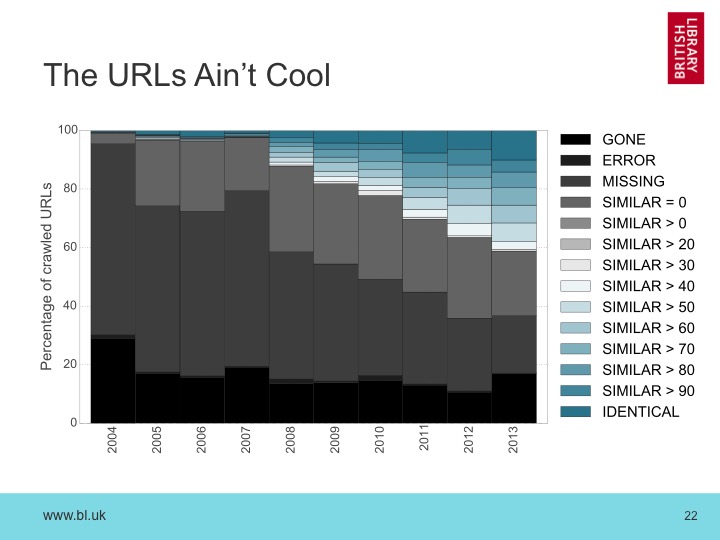 LIBRARY
BRITISH
The URLs Ain’t Cool
Percentage of crawled URLs
100
80
60
40
20
0
2004
2005
2006
2007
2008
2009
2010
2011
2012
2013
GONE
ERROR
MISSING
SIMILAR = 0
SIMILAR > 0
SIMILAR > 20
SIMILAR > 30
SIMILAR > 40
SIMILAR > 50
SIMILAR > 60
SIMILAR > 70
SIMILAR > 80
SIMILAR > 90
IDENTICAL
www.bl.uk
22